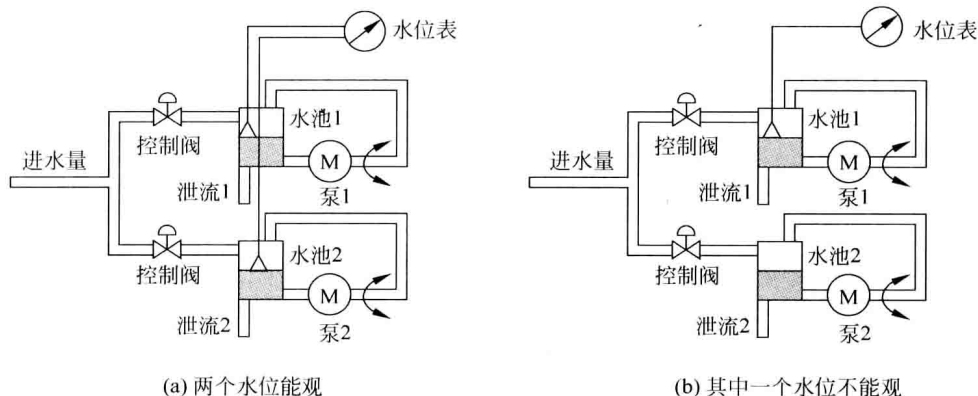 水位表
水池1
控制阀
进水量
M
泄流1
泵1
水池2
控制阀
M
泄流2
泵2
(a) 两个水位能观
水位表
水池1
控制阀
进水量
M
泄流1
泵1
水池2
控制阀
M
泄流2
泵2
(b) 其中一个水位不能观